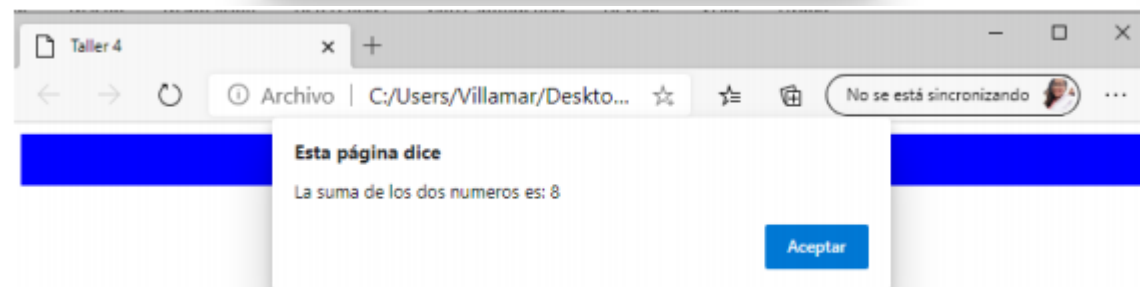 Taller 4
Archivo | C:/Users/Villamar/Deskto...
No se está sincronizando
Esta página dice
La suma de los dos numeros es: 8
Aceptar